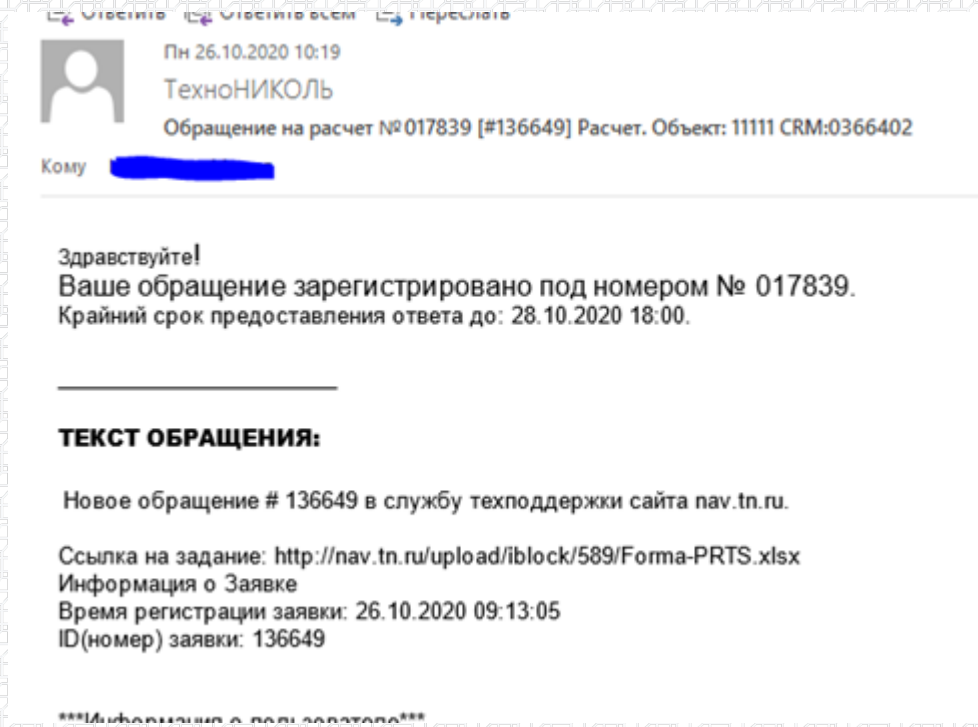 Ответить Ответить всем Переслать
Пн 26.10.2020 10:19
ТехноНИКОЛЬ
Обращение на расчет №017839 [#136649] Расчет. Объект: 11111 CRM:0366402
Кому
Здравствуйте!
Ваше обращение зарегистрировано под номером № 017839.
Крайний срок предоставления ответа до: 28.10.2020 18:00.
ТЕКСТ ОБРАЩЕНИЯ:
Новое обращение # 136649 в службу техподдержки сайта nav.tn.ru.
Ссылка на задание: http://nav.tn.ru/upload/iblock/589/Forma-PRTS.xlsx
Информация о Заявке
Время регистрации заявки: 26.10.2020 09:13:05
ID(номер) заявки: 136649
***Информация о пользователе***